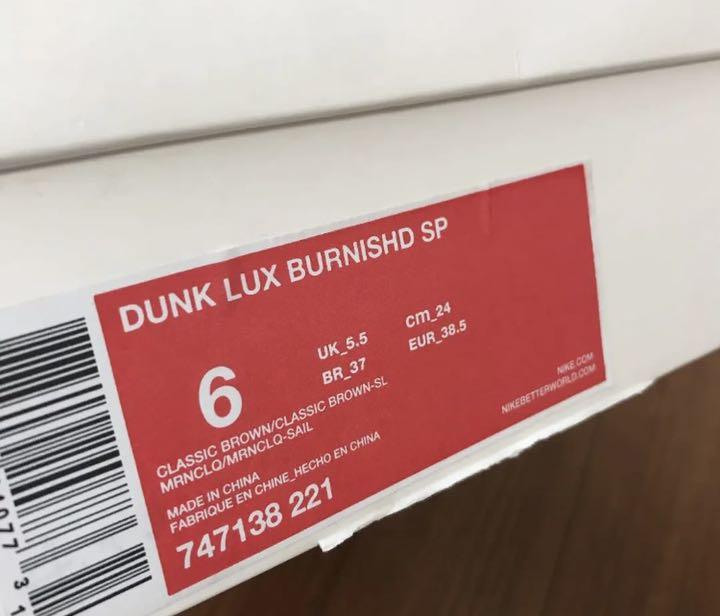 DUNK LUX BURNISHD SP
6
UK_5.5 cm_24
BR_37 EUR_38.5
CLASSIC BROWN/CLASSIC BROWN-SL
MRNCLQ/MRNCLQ-SAIL
MADE IN CHINA
FABRIQUE EN CHINE_HECHO EN CHINA
747138 221
NIKE.COM
NIKEBETTERWORLD.COM